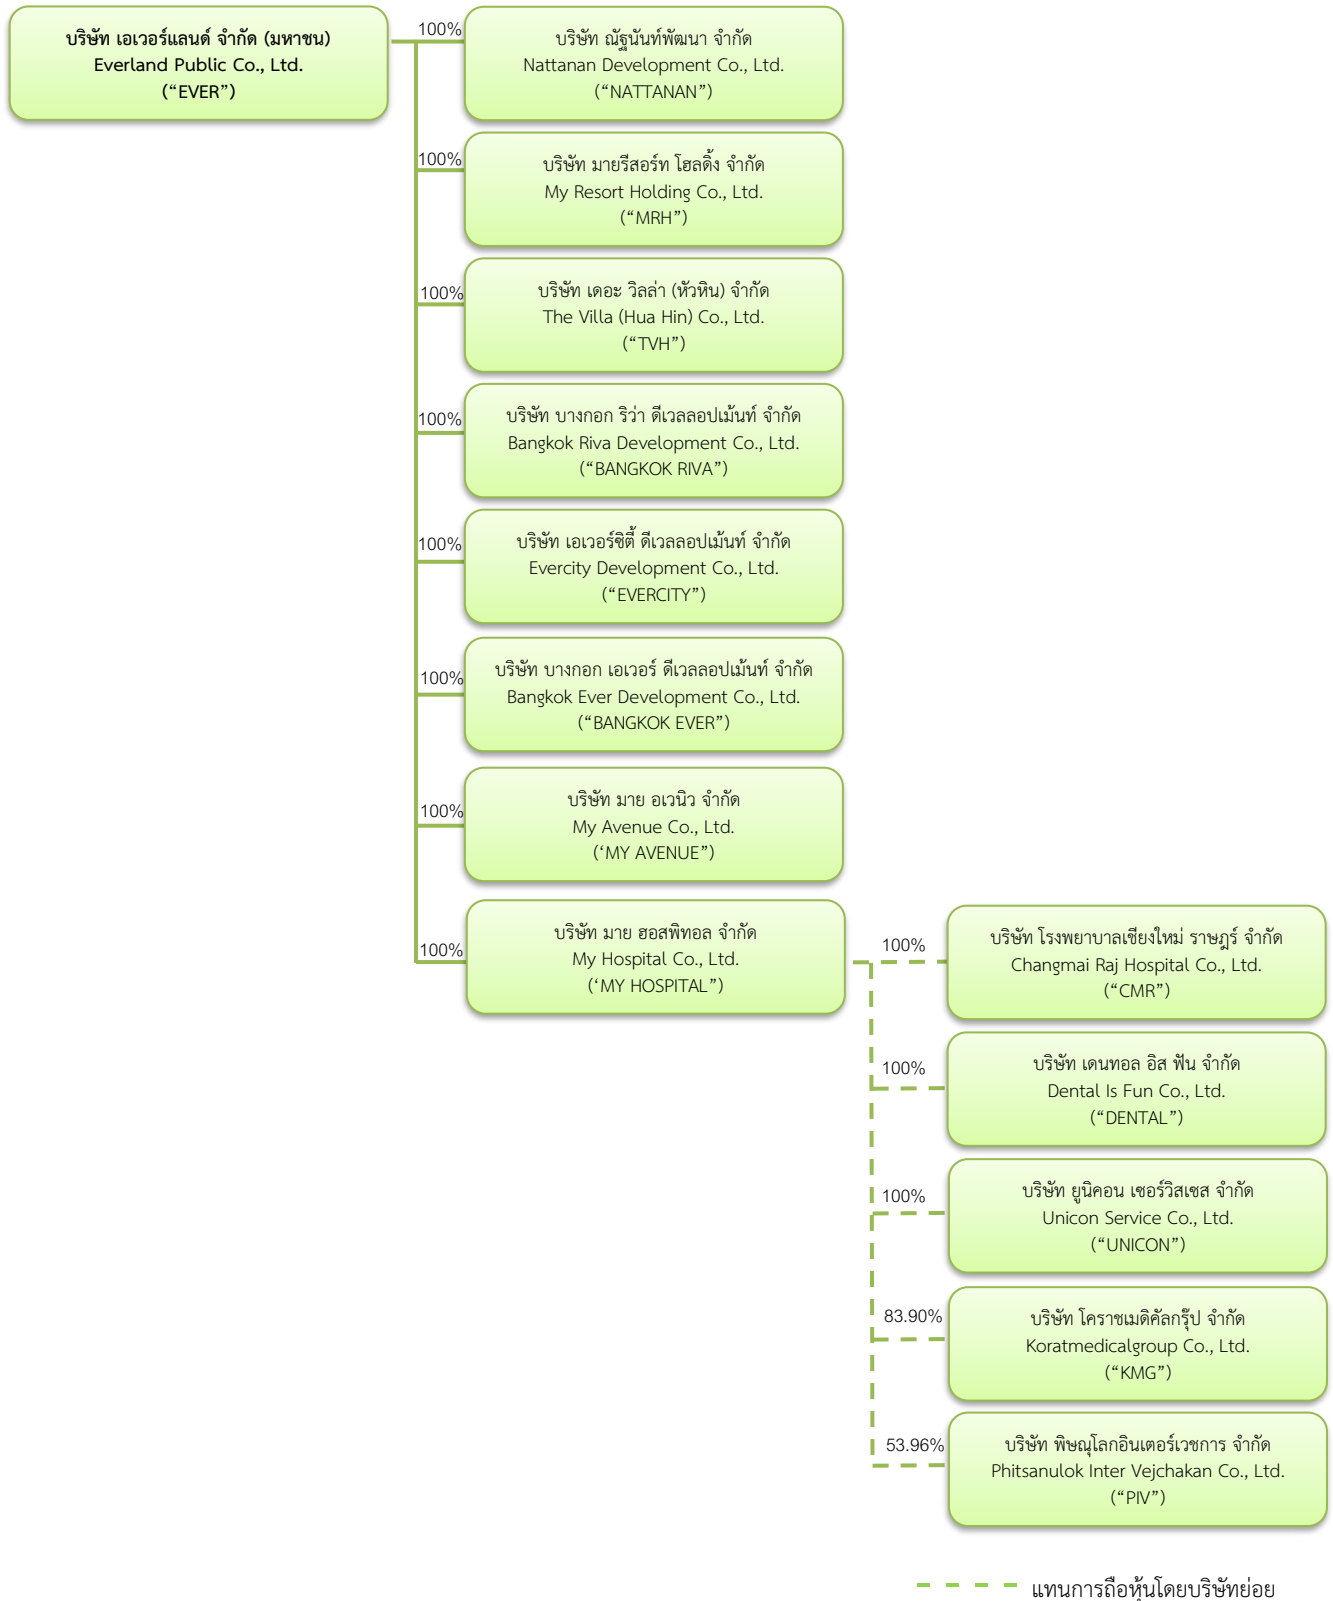 บริษัท เอเวอร์แลนด์ จำกัด (มหาชน)
Everland Public Co., Ltd.
(“EVER”)
100%
บริษัท ณัฐนันท์พัฒนา จำกัด
Nattanan Development Co., Ltd.
(“NATTANAN”)
100%
บริษัท มายรีสอร์ท โฮลดิ้ง จำกัด
My Resort Holding Co., Ltd.
(“MRH”)
100%
บริษัท เดอะ วิลล่า (หัวหิน) จำกัด
The Villa (Hua Hin) Co., Ltd.
(“TVH”)
100%
บริษัท บางกอก ริว่า ดีเวลลอปเม้นท์ จำกัด
Bangkok Riva Development Co., Ltd.
(“BANGKOK RIVA”)
100%
บริษัท เอเวอร์ซิตี้ ดีเวลลอปเม้นท์ จำกัด
Evercity Development Co., Ltd.
(“EVERCITY”)
100%
บริษัท บางกอก เอเวอร์ ดีเวลลอปเม้นท์ จำกัด
Bangkok Ever Development Co., Ltd.
(“BANGKOK EVER”)
100%
บริษัท มาย อเวนิว จำกัด
My Avenue Co., Ltd.
(‘MY AVENUE”)
100%
บริษัท มาย ฮอสพิทอล จำกัด
My Hospital Co., Ltd.
(‘MY HOSPITAL”)
100%
บริษัท โรงพยาบาลเชียงใหม่ ราษฎร์ จำกัด
Changmai Raj Hospital Co., Ltd.
(“CMR”)
100%
บริษัท เดนทอล อิส ฟัน จำกัด
Dental Is Fun Co., Ltd.
(“DENTAL”)
100%
บริษัท ยูนิคอน เซอร์วิสเซส จำกัด
Unicon Service Co., Ltd.
(“UNICON”)
83.90%
บริษัท โคราชเมดิคัลกรุ๊ป จำกัด
Koratmedicalgroup Co., Ltd.
(“KMG”)
53.96%
บริษัท พิษณุโลกอินเตอร์เวชการ จำกัด
Phitsanulok Inter Vejchakan Co., Ltd.
(“PIV”)
แทนการถือหุ้นโดยบริษัทย่อย